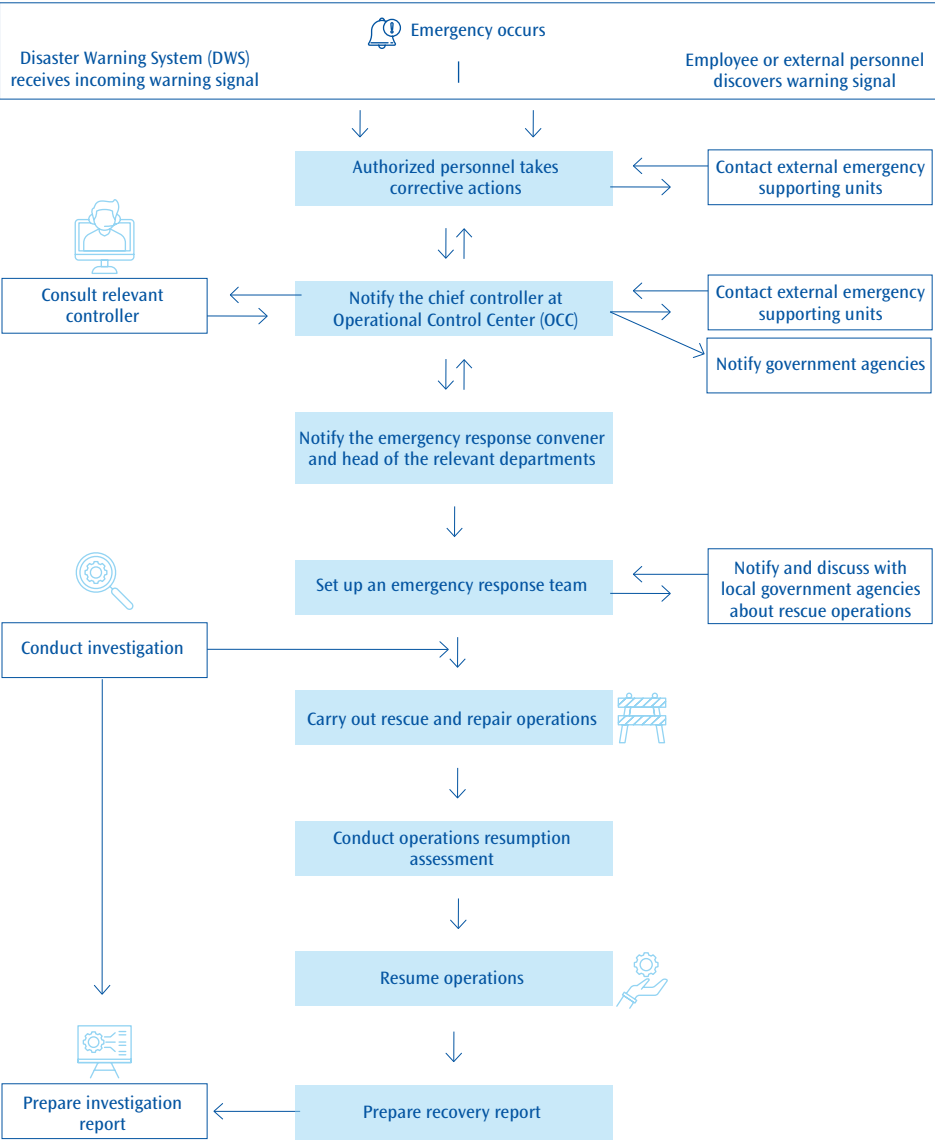 Emergency occurs
Disaster Warning System (DWS)
receives incoming warning signal
Employee or external personnel
discovers warning signal
Authorized personnel takes
corrective actions
Contact external emergency
supporting units
Consult relevant
controller
Notify the chief controller at
Operational Control Center (OCC)
Contact external emergency
supporting units
Notify government agencies
Notify the emergency response convener
and head of the relevant departments
Set up an emergency response team
Notify and discuss with
local government agencies
about rescue operations
Conduct investigation
Carry out rescue and repair operations
Conduct operations resumption
assessment
Resume operations
Prepare investigation
report
Prepare recovery report